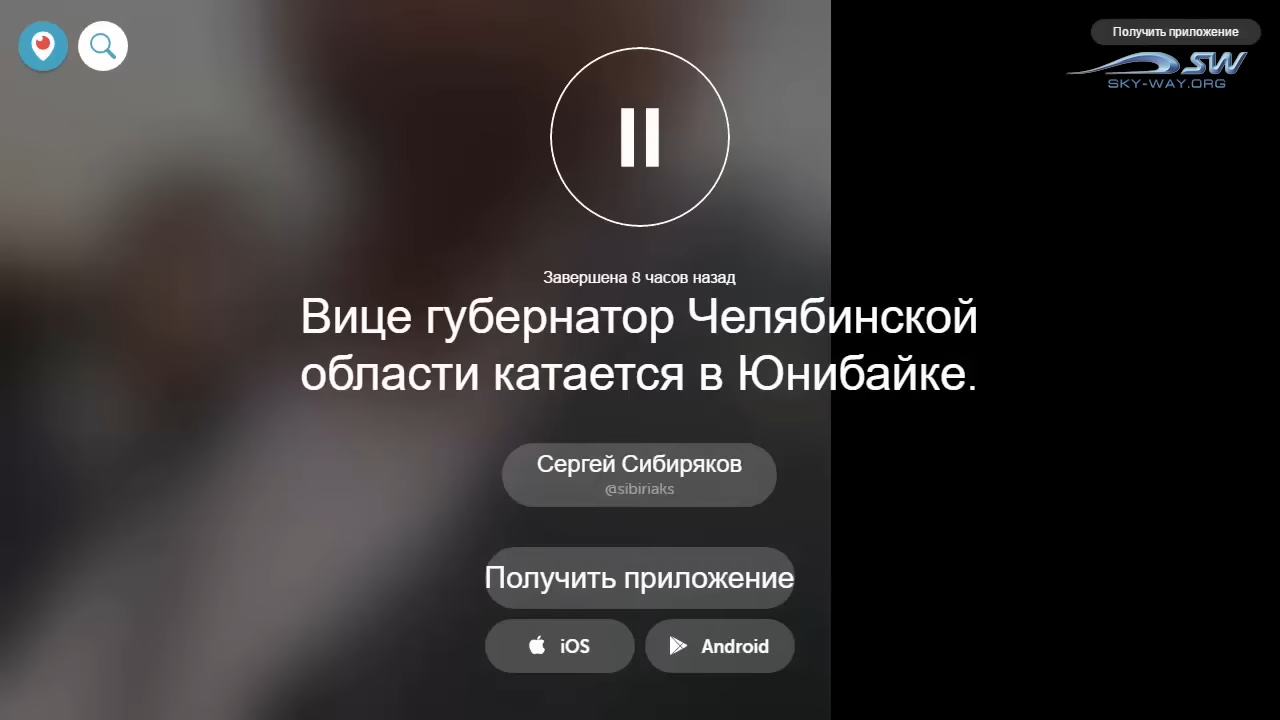 Получить приложение
SW
SKY-WAY.ORG
Завершена 8 часов назад
Вице губернатор Челябинской
области катается в Юнибайке.
Сергей Сибиряков
@sibiriaks
Получить приложение
iOS
Android